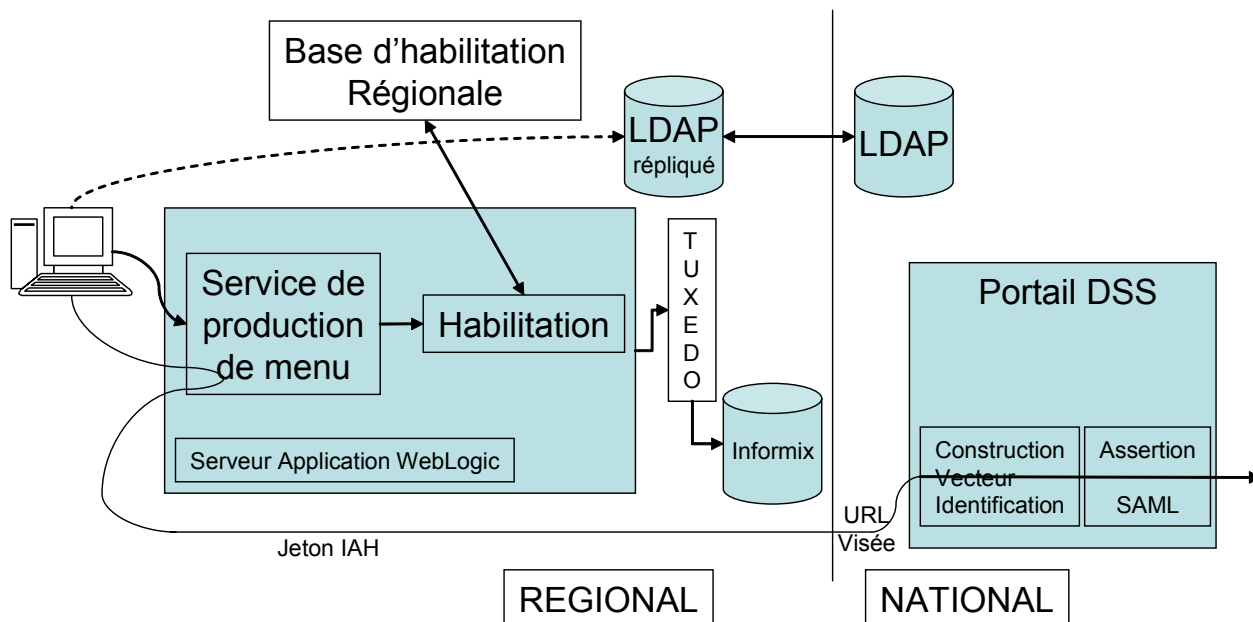 Base d’habilitation
Régionale
LDAP
répliqué
LDAP
Service de
production
de menu
Habilitation
TUXEDO
Portail DSS
Informix
Serveur Application WebLogic
Construction
Vecteur
Identification
Assertion
SAML
Jeton IAH
URL
Visée
REGIONAL
NATIONAL